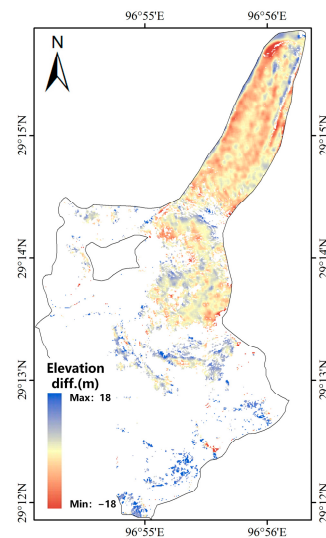 96°55'E 96°56'E
N
29°15'N 29°15'N
29°14'N 29°14'N
29°13'N 29°13'N
Elevation
diff.(m)
Max: 18
Min: -18
29°12'N 29°12'N
96°55'E 96°56'E